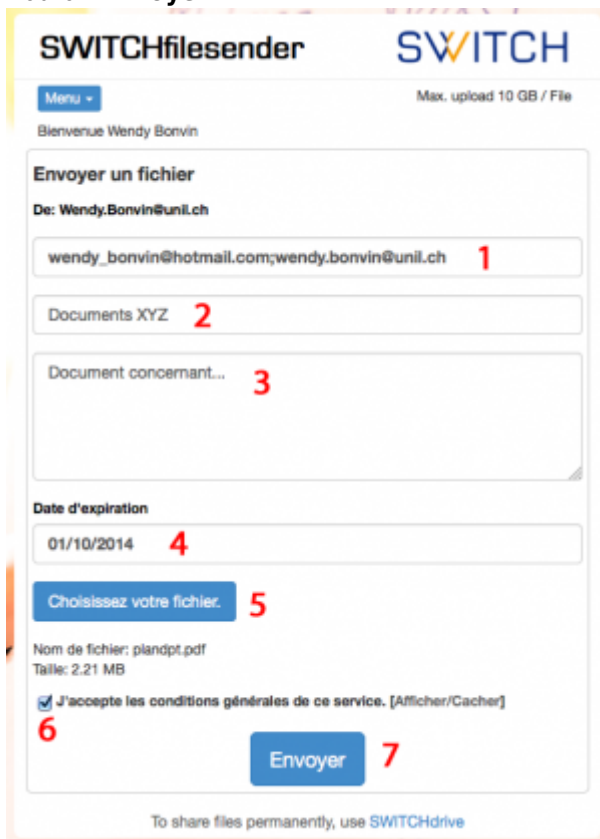 SWITCHfilesender SWITCH
Menu Max. upload 10 GB / File
Bienvenue Wendy Bonvin
Envoyer un fichier
De: Wendy.Bonvin@unil.ch
wendy_bonvin@hotmail.com;wendy.bonvin@unil.ch 1
Documents XYZ 2
Document concernant... 3
Date d'expiration
01/10/2014 4
Choisissez votre fichier. 5
Nom de fichier: plandpt.pdf
Taille: 2.21 MB
J'accepte les conditions générales de ce service. [Afficher/Cacher]
6
Envoyer 7
To share files permanently, use SWITCHdrive